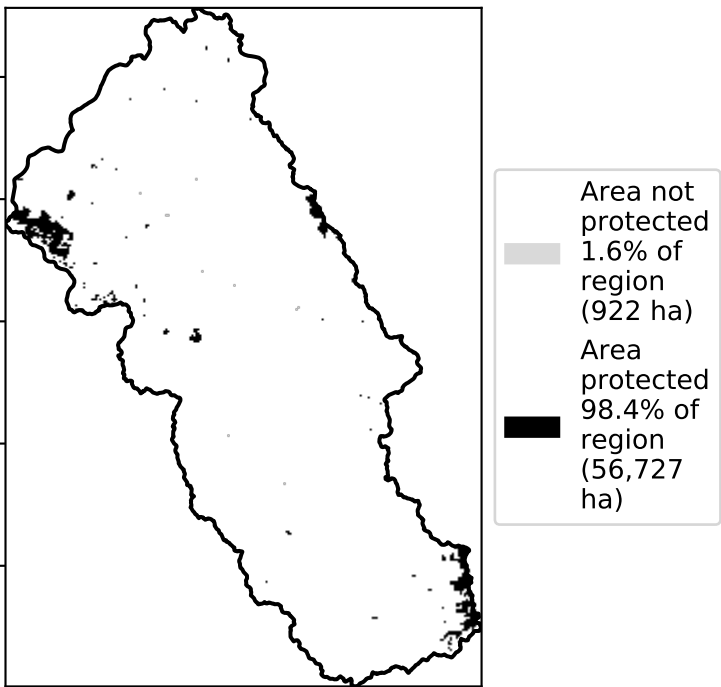 Area not
protected
1.6% of
region
(922 ha)
Area
protected
98.4% of
region
(56,727
ha)